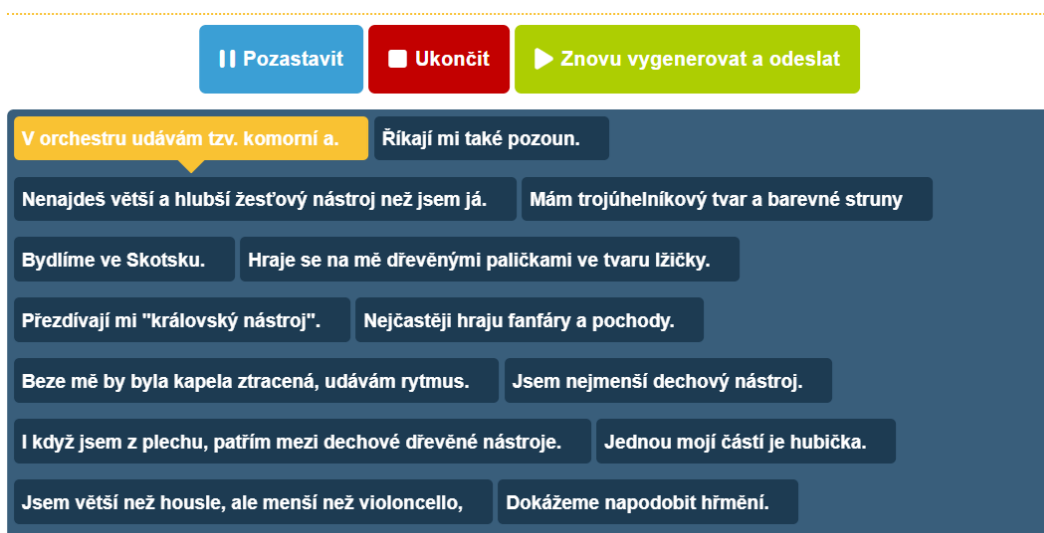 Pozastavit Ukončit Znovu vygenerovat a odeslat
V orchestru udávám tzv. komorní a. Říkají mi také pozoun.
Nenajdeš větší a hlubší žesťový nástroj než jsem já. Mám trojúhelníkový tvar a barevné struny
Bydlíme ve Skotsku. Hraje se na mě dřevěnými paličkami ve tvaru lžičky.
Přezdívají mi "královský nástroj". Nejčastěji hraju fanfáry a pochody.
Beze mě by byla kapela ztracená, udávám rytmus. Jsem nejmenší dechový nástroj.
I když jsem z plechu, patřím mezi dechové dřevěné nástroje. Jednou mojí částí je hubička.
Jsem větší než housle, ale menší než violoncello, Dokážeme napodobit hřmění.